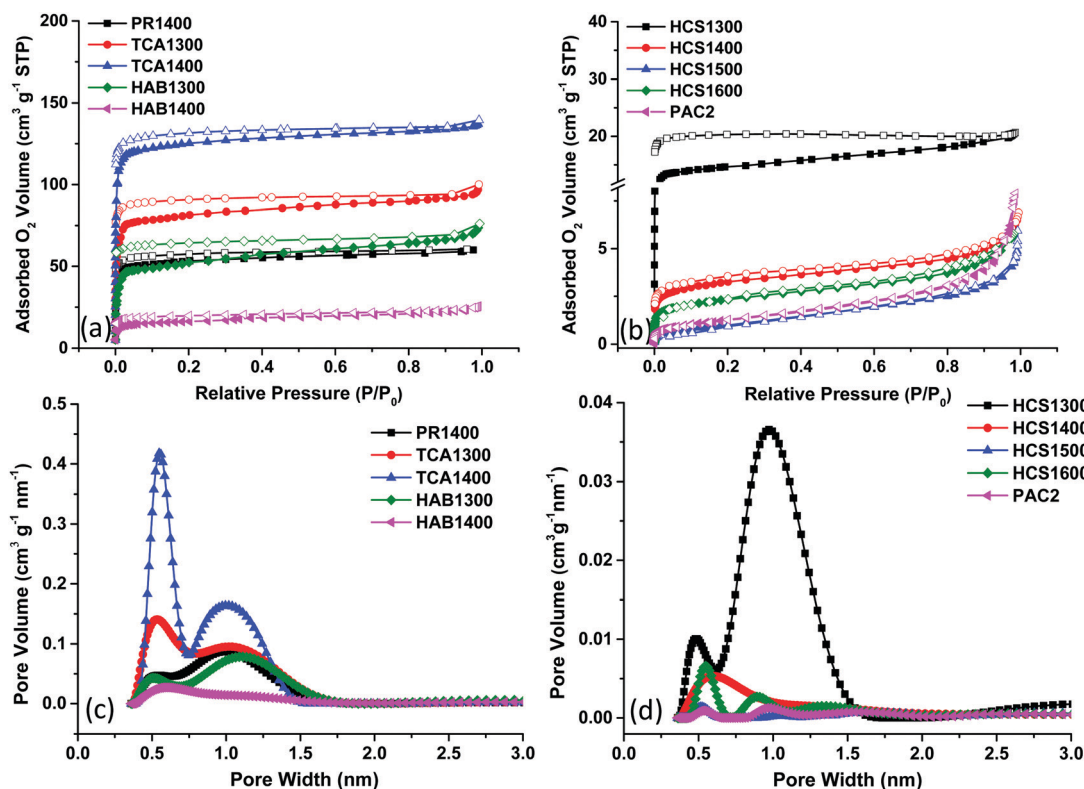 PR1400
TCA1300
TCA1400
HAB1300
HAB1400
Adsorbed O₂ Volume (cm³ g⁻¹ STP)
200
150
100
50
0
(a)
0.0 0.2 0.4 0.6 0.8 1.0
Relative Pressure (P/P₀)
HCS1300
HCS1400
HCS1500
HCS1600
PAC2
Adsorbed O₂ Volume (cm³ g⁻¹ STP)
40
30
20
5
0
(b)
0.0 0.2 0.4 0.6 0.8 1.0
Relative Pressure (P/P₀)
PR1400
TCA1300
TCA1400
HAB1300
HAB1400
Pore Volume (cm³ g⁻¹ nm⁻¹)
0.5
0.4
0.3
0.2
0.1
0.0
(c)
0.0 0.5 1.0 1.5 2.0 2.5 3.0
Pore Width (nm)
HCS1300
HCS1400
HCS1500
HCS1600
PAC2
Pore Volume (cm³g⁻¹nm⁻¹)
0.04
0.03
0.02
0.01
0.00
(d)
0.0 0.5 1.0 1.5 2.0 2.5 3.0
Pore Width (nm)